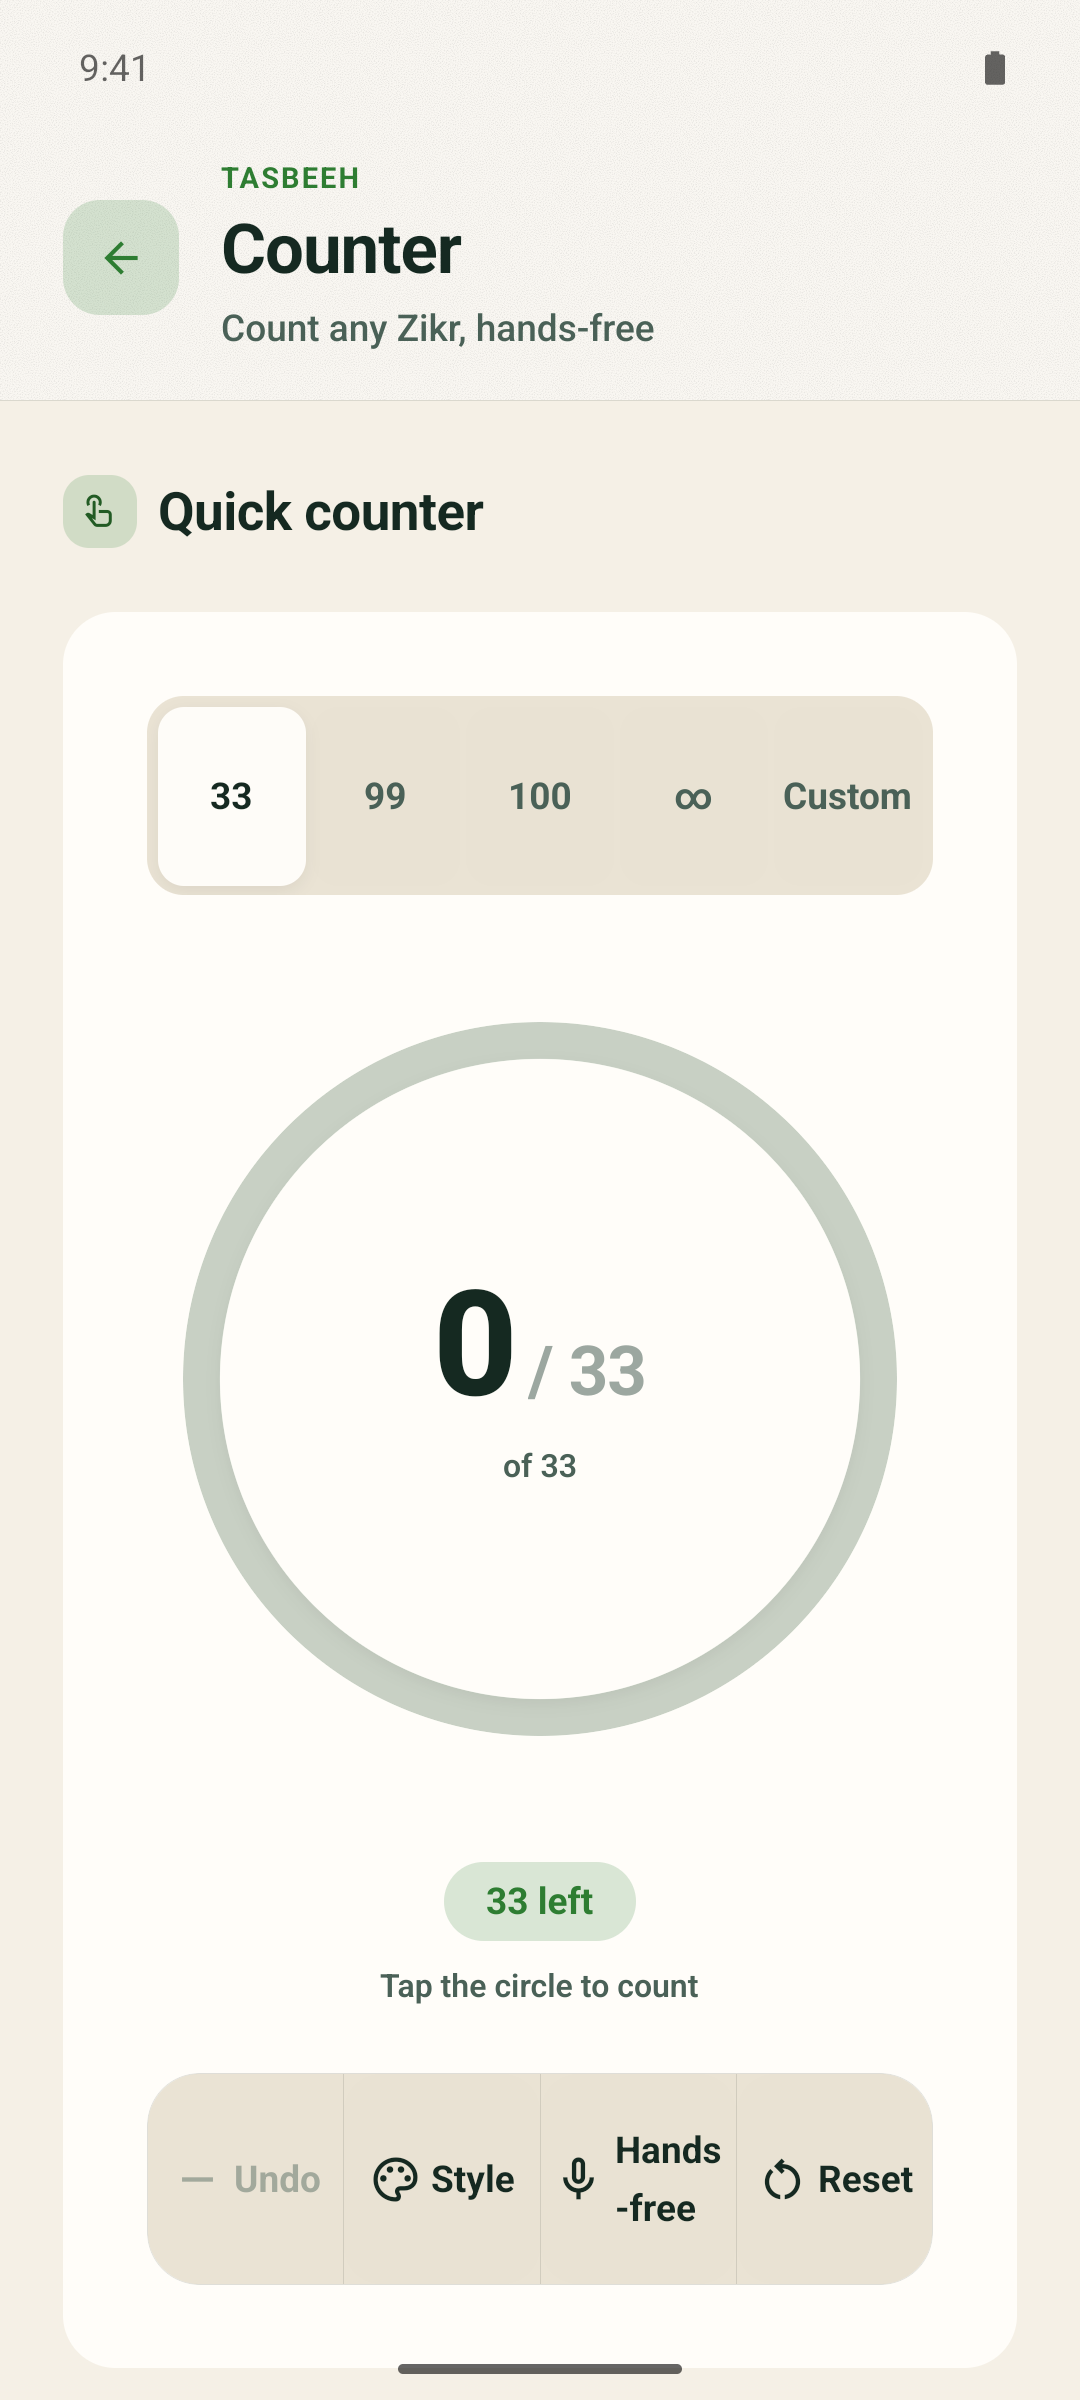 9:41
TASBEEH
Counter
Count any Zikr, hands-free
Quick counter
33 99 100 ∞ Custom
0 / 33
of 33
33 left
Tap the circle to count
Undo Style Hands-free Reset